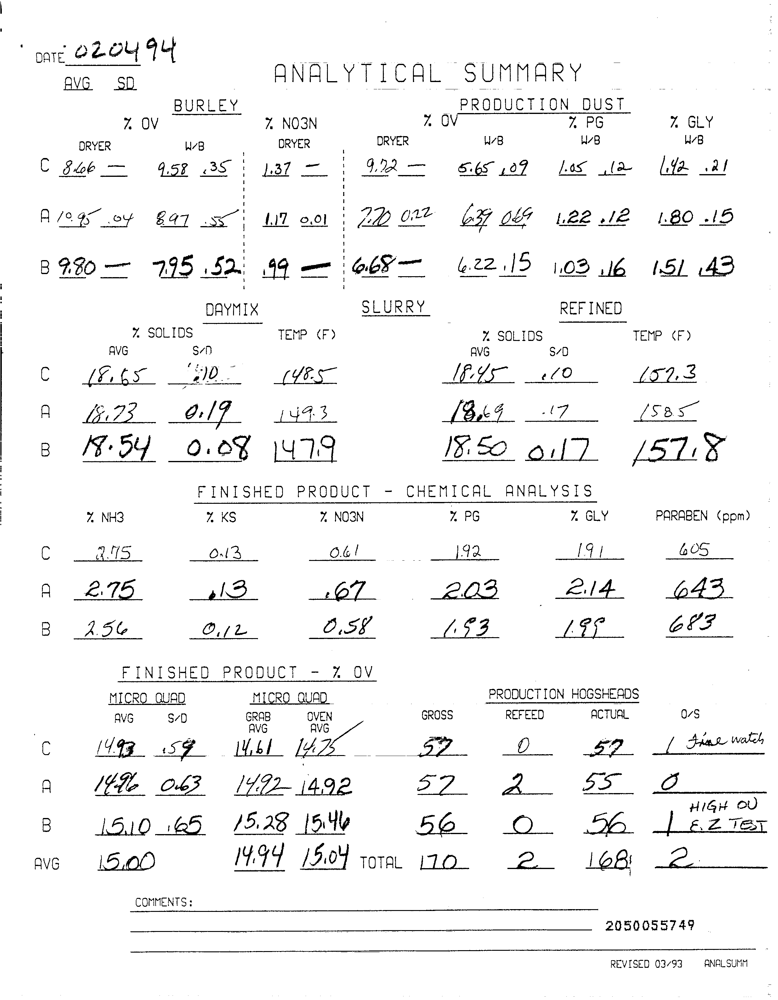 DATE 020494
ANALYTICAL SUMMARY
AVG SD
BURLEY PRODUCTION DUST
% OV % NO3N % OV % PG % GLY
DRYER W/B DRYER DRYER W/B W/B W/B
C 8.66 — 9.58 .35 1.37 — 9.72 — 5.65 .09 1.05 .12 1.42 .21
A 10.95 .04 8.97 .55 1.17 0.01 7.70 0.22 6.39 0.69 1.22 .12 1.80 .15
B 9.80 — 7.95 .52 .99 — 6.68 — 6.22 .15 1.03 .16 1.51 .43
DAYMIX SLURRY REFINED
% SOLIDS TEMP (F) % SOLIDS TEMP (F)
AVG S/D AVG S/D
C 18.65 .10 148.5 18.45 .10 157.3
A 18.73 0.19 149.3 18.69 .17 158.5
B 18.54 0.08 147.9 18.50 0.17 157.8
FINISHED PRODUCT - CHEMICAL ANALYSIS
% NH3 % KS % NO3N % PG % GLY PARABEN (ppm)
C 2.75 0.13 0.61 1.92 1.91 605
A 2.75 .13 .67 2.03 2.14 643
B 2.56 0.12 0.58 1.93 1.99 683
FINISHED PRODUCT - % OV
MICRO QUAD MICRO QUAD PRODUCTION HOGSHEADS
AVG S/D GRAB AVG OVEN AVG GROSS REFEED ACTUAL O/S
C 14.93 .59 14.61 14.75 57 0 57 1 watch
A 14.96 0.63 14.92 14.92 57 2 55 0
B 15.10 .65 15.28 15.46 56 0 56 1 HIGH OV E.Z TEST
AVG 15.00 14.94 15.04 TOTAL 170 2 168 2
COMMENTS:
2050055749
REVISED 03/93 ANALSUMM